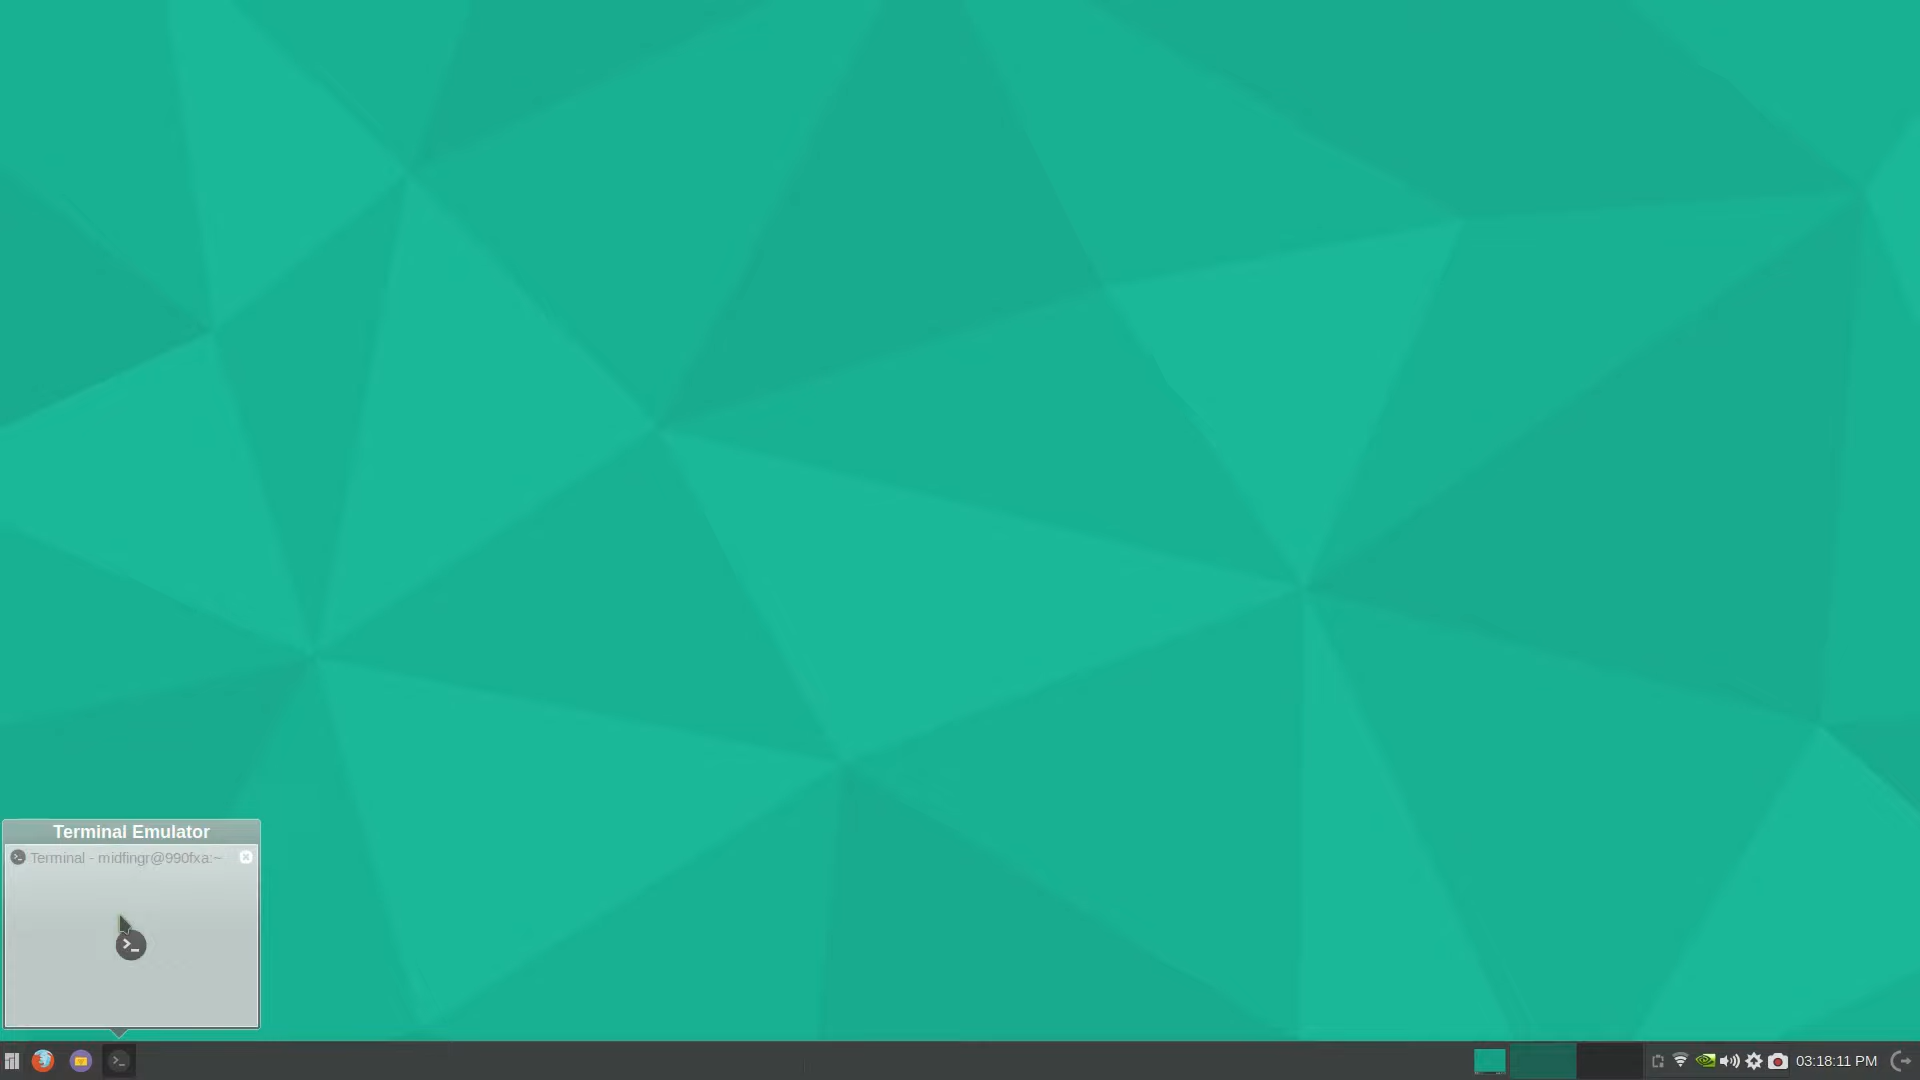 Terminal Emulator
Terminal - midfingr@990fxa:~
03:18:11 PM